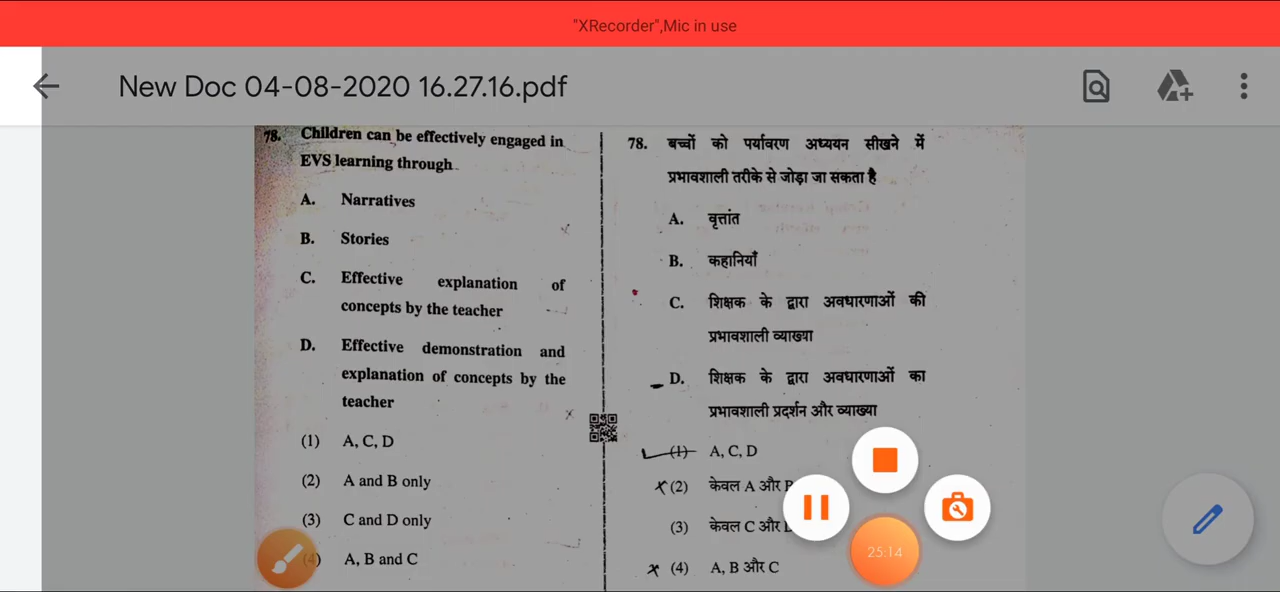 "XRecorder",Mic in use
New Doc 04-08-2020 16.27.16.pdf
78. Children can be effectively engaged in
EVS learning through
A. Narratives
B. Stories
C. Effective explanation of
concepts by the teacher
D. Effective demonstration and
explanation of concepts by the
teacher
(1) A, C, D
(2) A and B only
(3) C and D only
(4) A, B and C
78. बच्चों को पर्यावरण अध्ययन सीखने में
प्रभावशाली तरीके से जोड़ा जा सकता है
A. वृत्तांत
B. कहानियाँ
C. शिक्षक के द्वारा अवधारणाओं की
प्रभावशाली व्याख्या
D. शिक्षक के द्वारा अवधारणाओं का
प्रभावशाली प्रदर्शन और व्याख्या
(1) A, C, D
(2) केवल A और
(3) केवल C और
(4) A, B और C
25:14